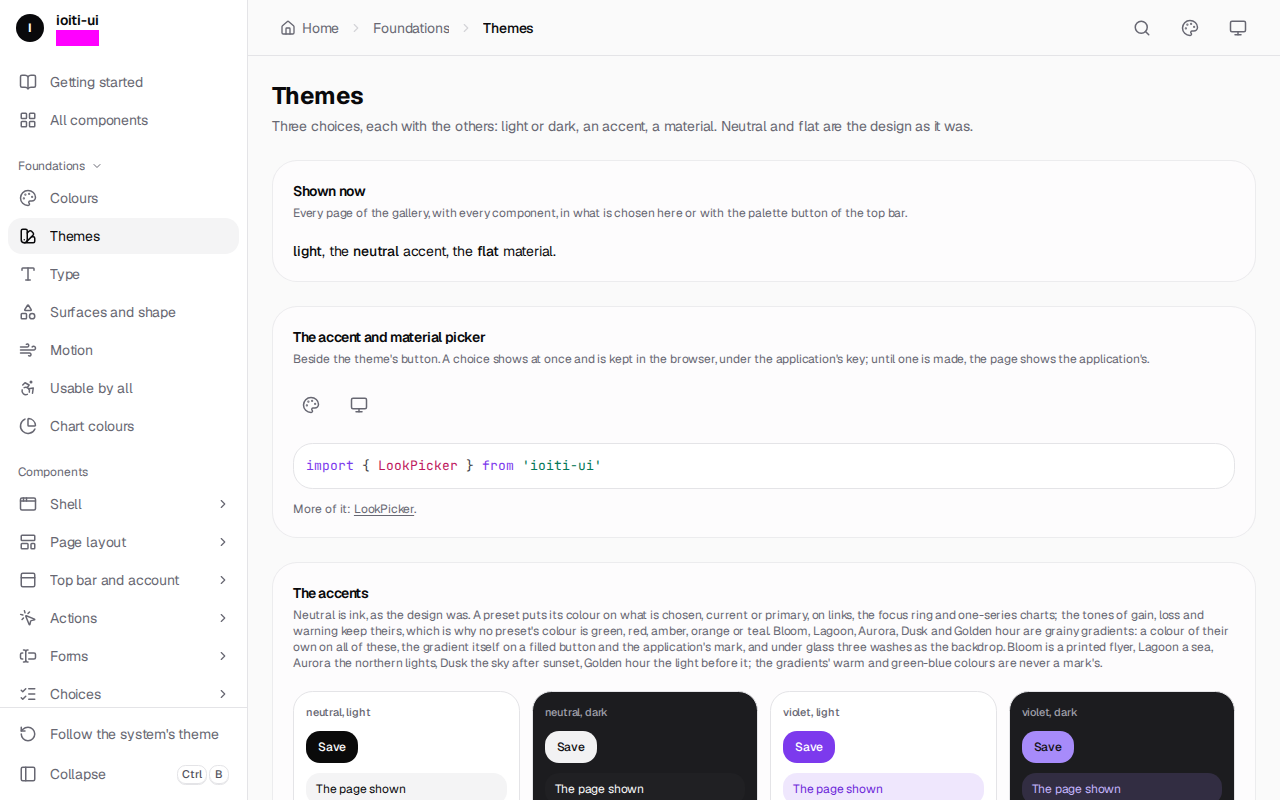 I
ioiti-ui
Home
Foundations
Themes
Getting started
All components
Foundations
Colours
Themes
Type
Surfaces and shape
Motion
Usable by all
Chart colours
Components
Shell
Page layout
Top bar and account
Actions
Forms
Choices
Follow the system's theme
Collapse
Ctrl B
Themes
Three choices, each with the others: light or dark, an accent, a material. Neutral and flat are the design as it was.
Shown now
Every page of the gallery, with every component, in what is chosen here or with the palette button of the top bar.
light, the neutral accent, the flat material.
The accent and material picker
Beside the theme's button. A choice shows at once and is kept in the browser, under the application's key; until one is made, the page shows the application's.
import { LookPicker } from 'ioiti-ui'
More of it: LookPicker.
The accents
Neutral is ink, as the design was. A preset puts its colour on what is chosen, current or primary, on links, the focus ring and one-series charts; the tones of gain, loss and
warning keep theirs, which is why no preset's colour is green, red, amber, orange or teal. Bloom, Lagoon, Aurora, Dusk and Golden hour are grainy gradients: a colour of their
own on all of these, the gradient itself on a filled button and the application's mark, and under glass three washes as the backdrop. Bloom is a printed flyer, Lagoon a sea,
Aurora the northern lights, Dusk the sky after sunset, Golden hour the light before it; the gradients' warm and green-blue colours are never a mark's.
neutral, light
Save
The page shown
neutral, dark
Save
The page shown
violet, light
Save
The page shown
violet, dark
Save
The page shown